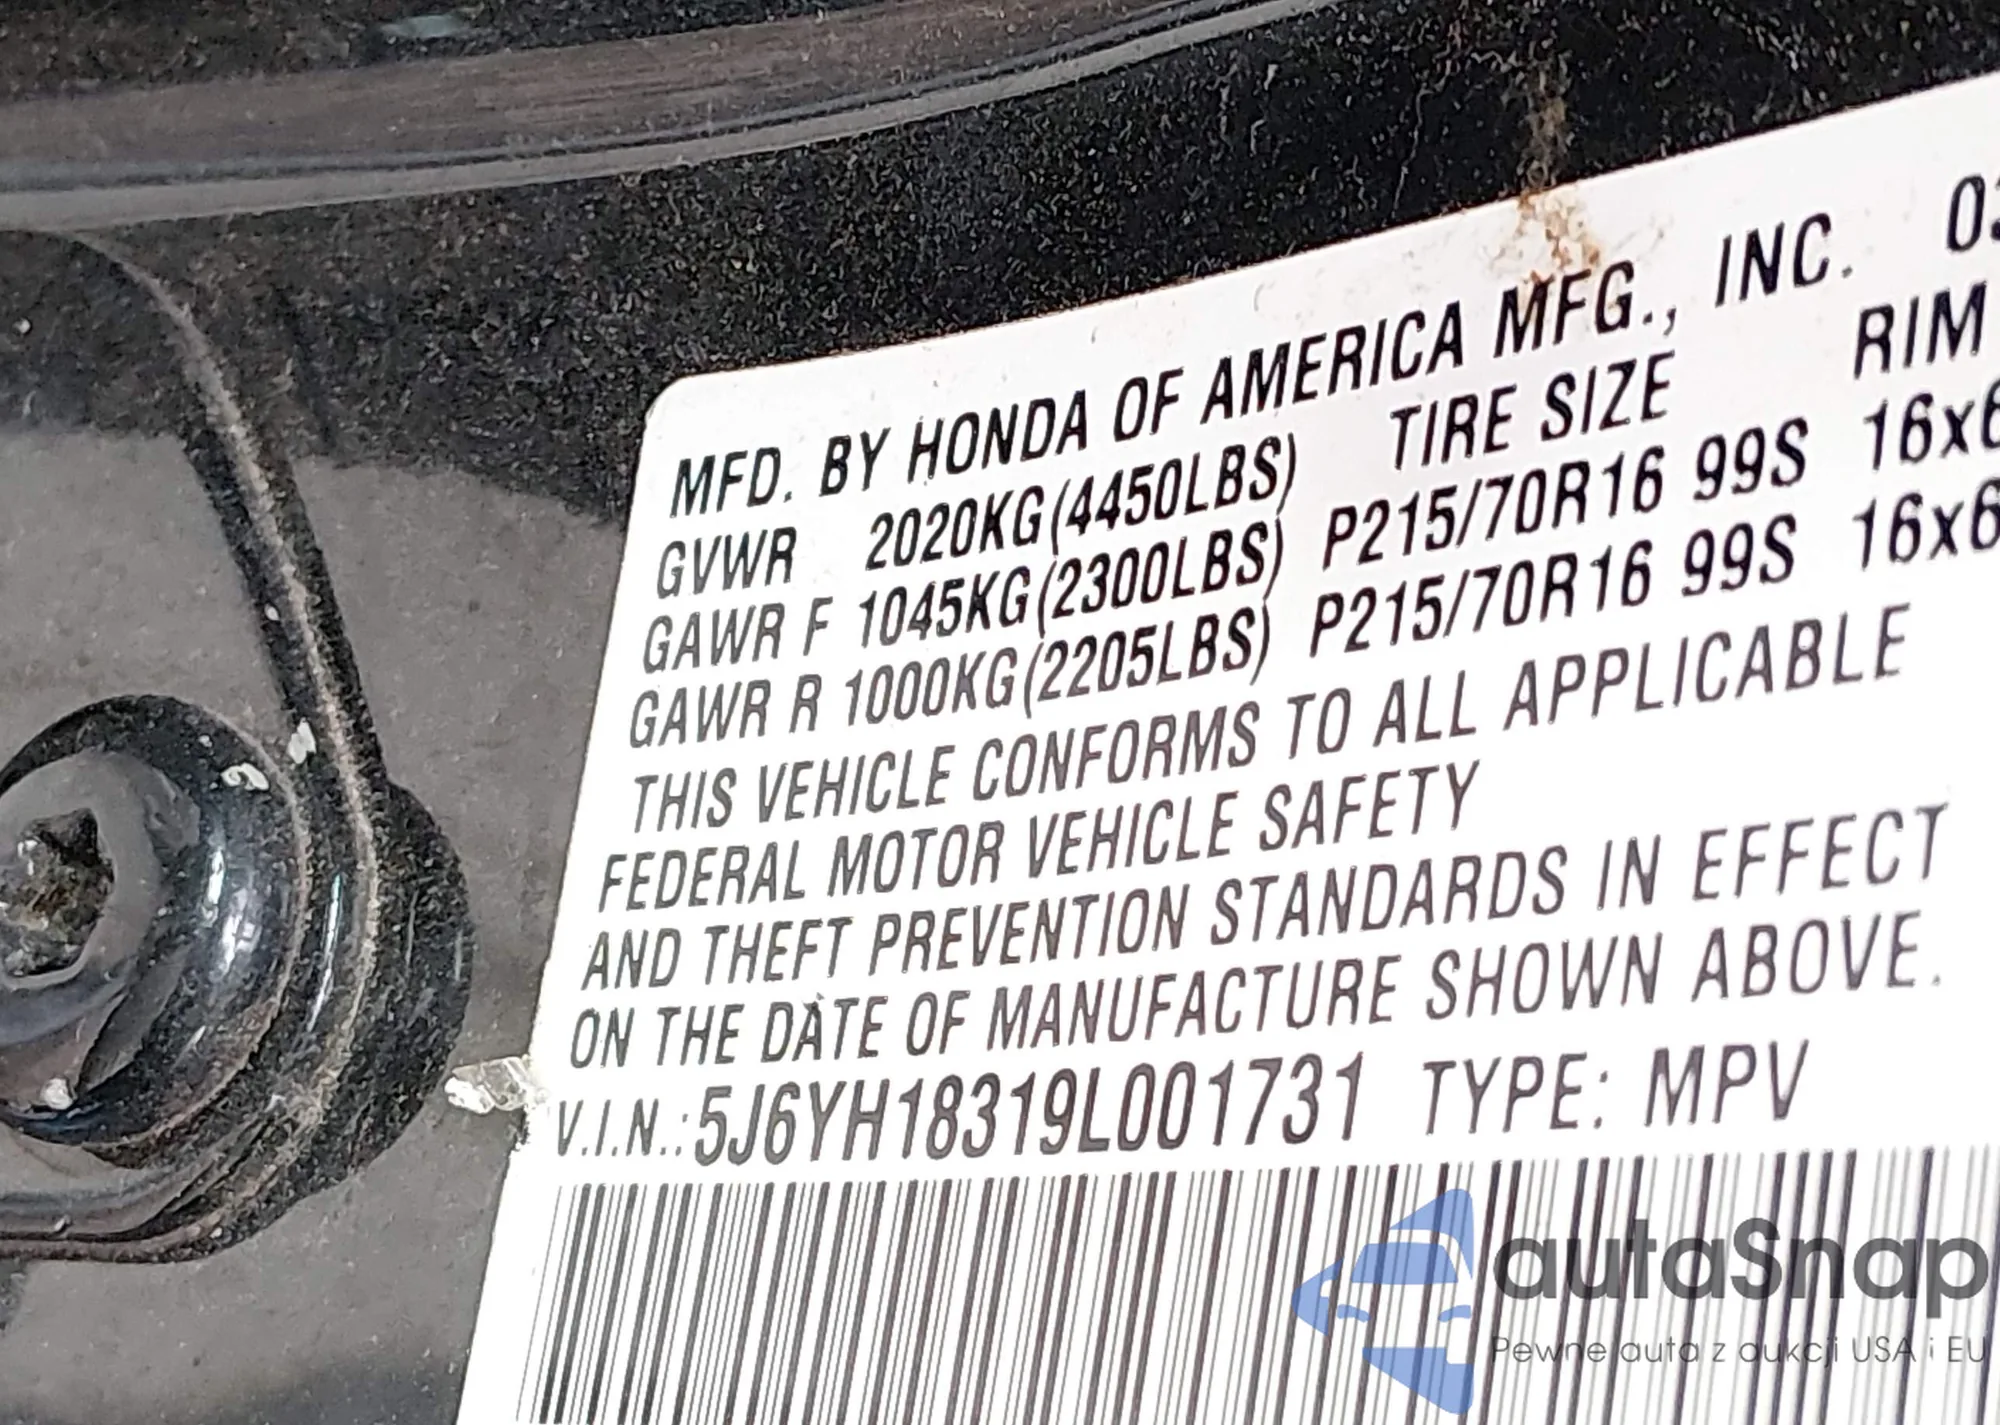 MFD. BY HONDA OF AMERICA MFG., INC.
GVWR 2020KG(4450LBS) TIRE SIZE RIM
GAWR F 1045KG(2300LBS) P215/70R16 99S 16x6
GAWR R 1000KG(2205LBS) P215/70R16 99S 16x6
THIS VEHICLE CONFORMS TO ALL APPLICABLE
FEDERAL MOTOR VEHICLE SAFETY
AND THEFT PREVENTION STANDARDS IN EFFECT
ON THE DATE OF MANUFACTURE SHOWN ABOVE.
V.I.N.:5J6YH18319L001731 TYPE: MPV
autaSnap
Pewne auta z aukcji USA i EU